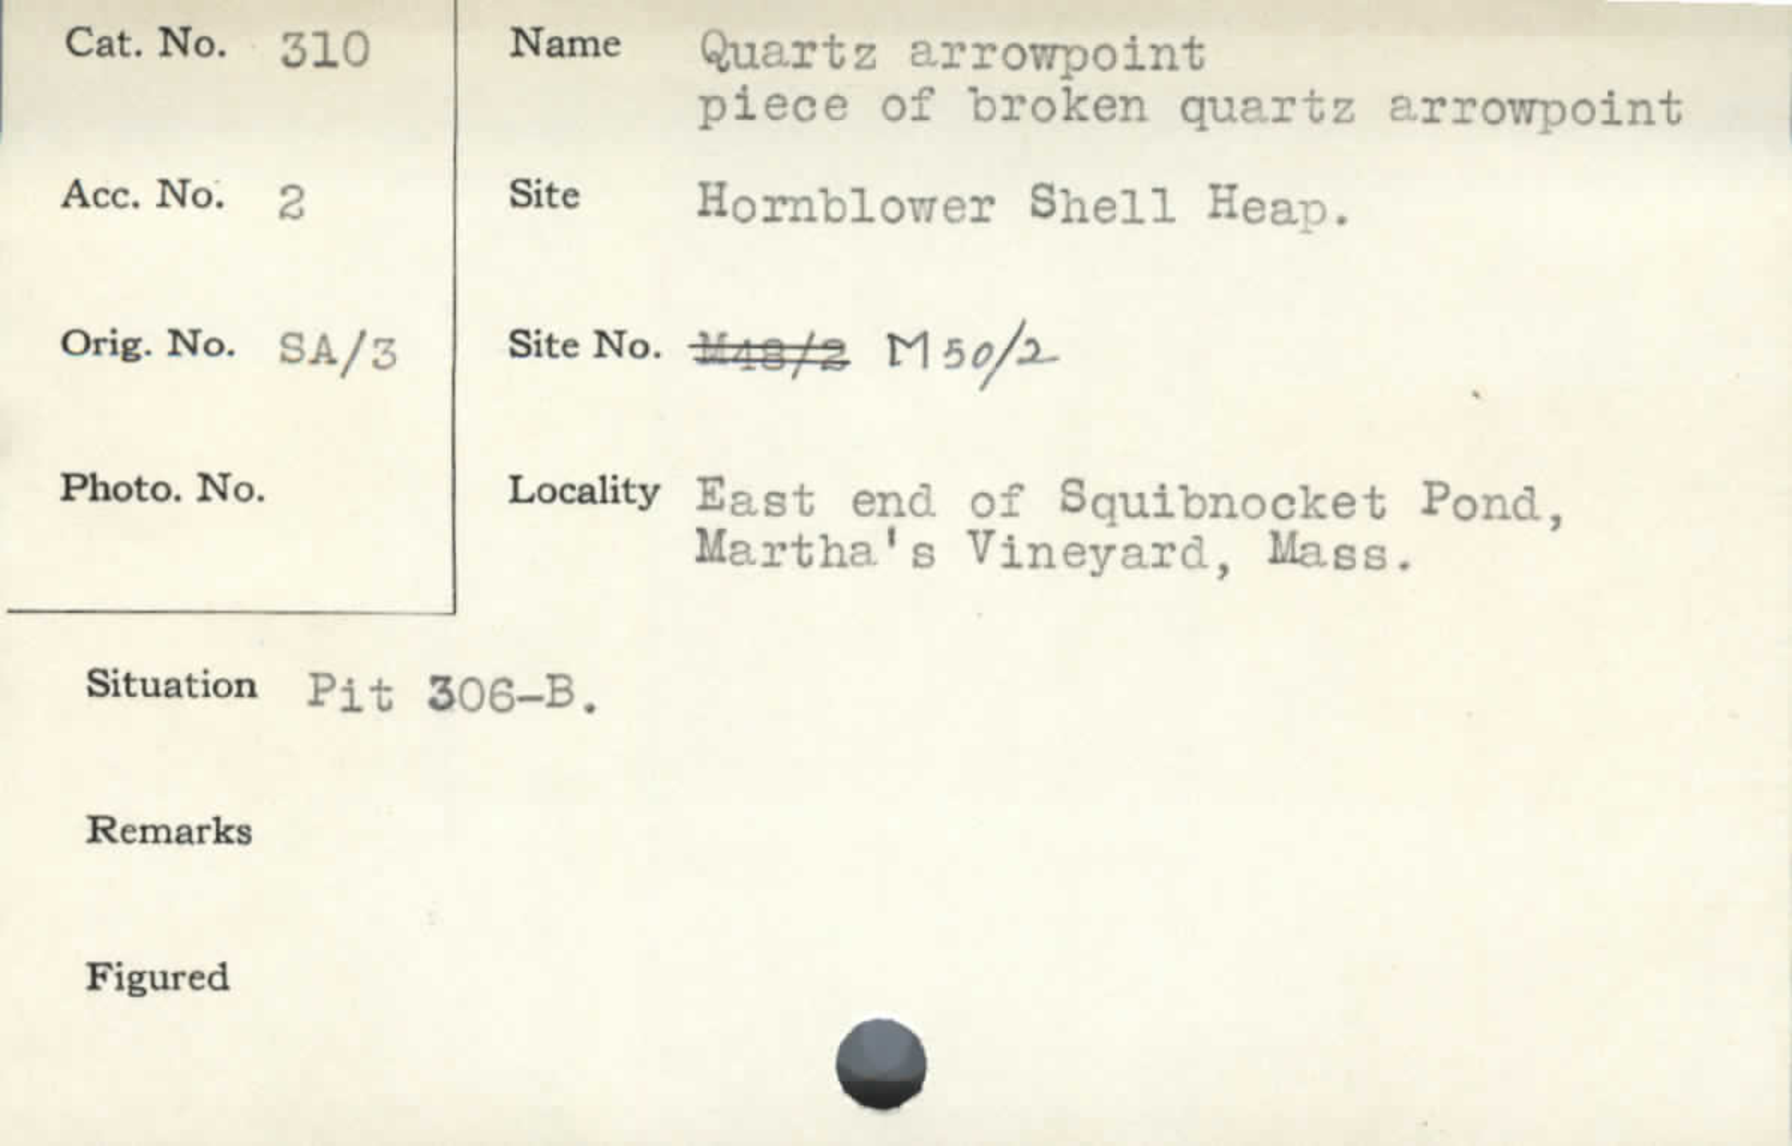 Cat. No. 310
Name Quartz arrowpoint
piece of broken quartz arrowpoint
Acc. No. 2
Site Hornblower Shell Heap.
Orig. No. SA/3
Site No. M48/2 M50/2
Photo. No.
Locality East end of Squibnocket Pond,
Martha's Vineyard, Mass.
Situation Pit 306-B.
Remarks
Figured